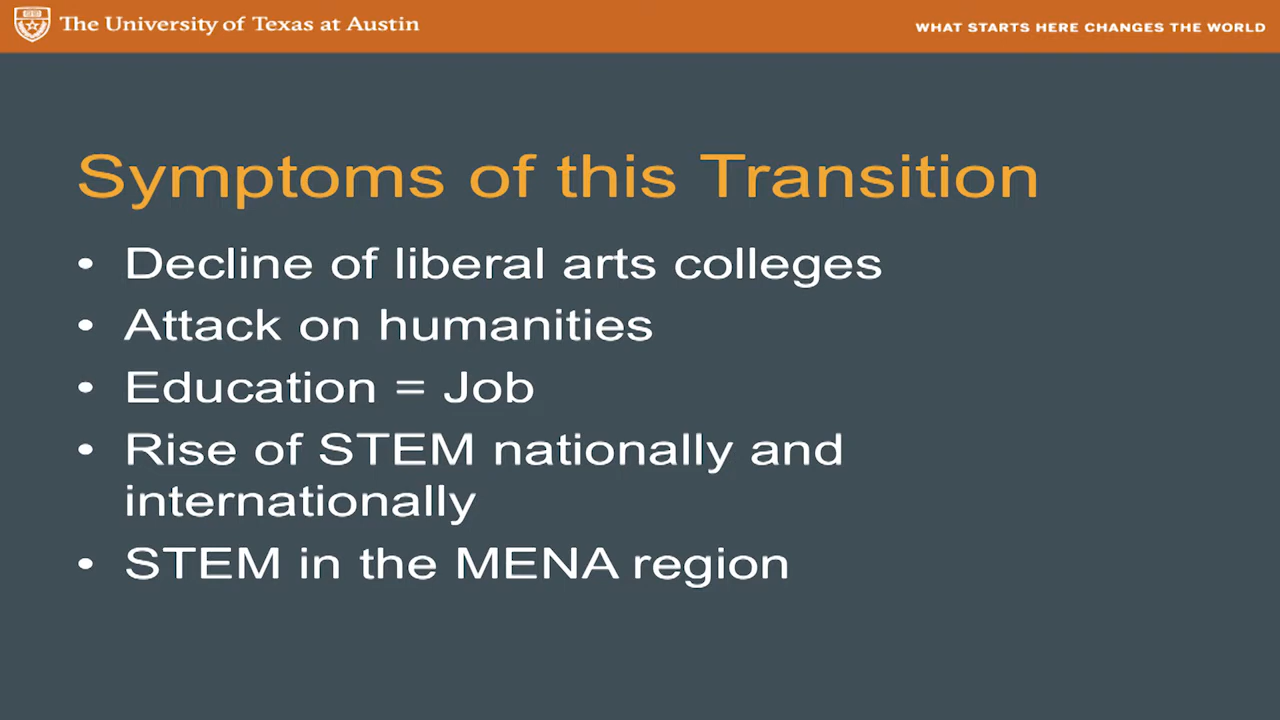 The University of Texas at Austin
WHAT STARTS HERE CHANGES THE WORLD
Symptoms of this Transition
• Decline of liberal arts colleges
• Attack on humanities
• Education = Job
• Rise of STEM nationally and
internationally
• STEM in the MENA region